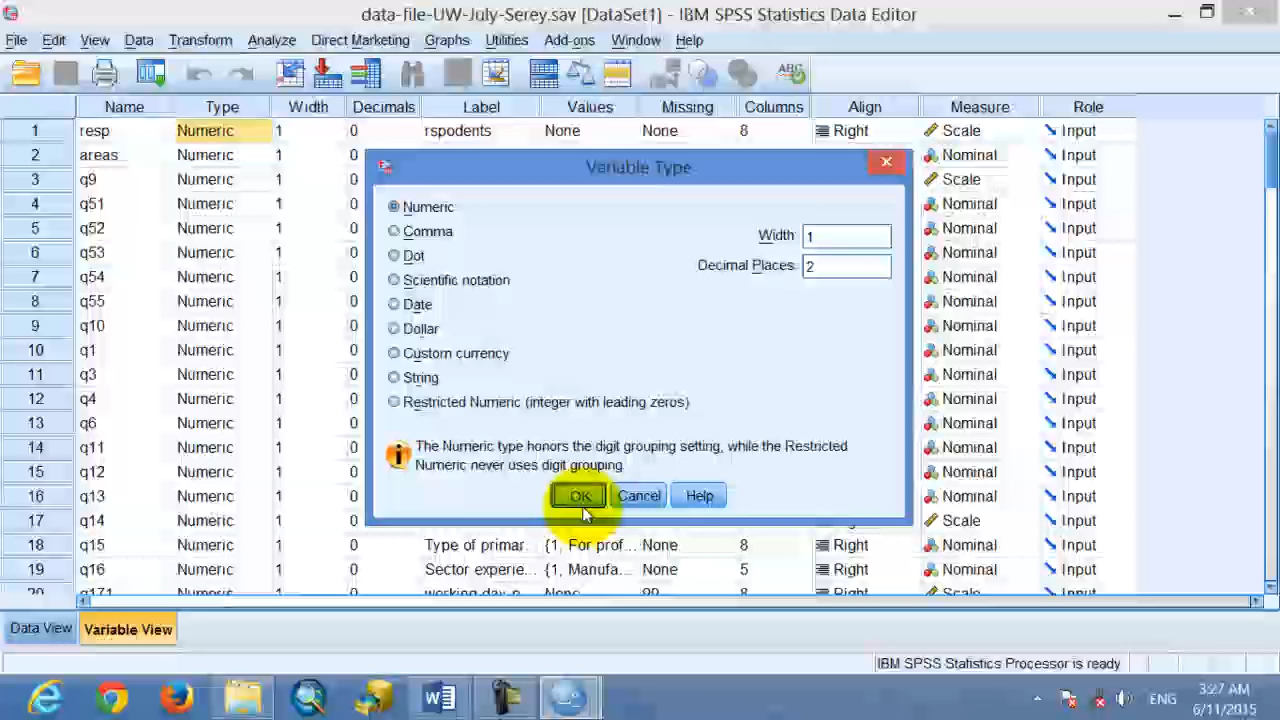 data-file-UW-July-Serey.sav [DataSet1] - IBM SPSS Statistics Data Editor
File Edit View Data Transform Analyze Direct Marketing Graphs Utilities Add-ons Window Help
ABC
Name Type Width Decimals Label Values Missing Columns Align Measure Role
1 resp Numeric 1 0 rspodents None None 8 Right Scale Input
2 areas Numeric 1 0 Nominal Input
3 q9 Numeric 1 0 Scale Input
4 q51 Numeric 1 0 Nominal Input
5 q52 Numeric 1 0 Nominal Input
6 q53 Numeric 1 0 Nominal Input
7 q54 Numeric 1 0 Nominal Input
8 q55 Numeric 1 0 Nominal Input
9 q10 Numeric 1 0 Nominal Input
10 q1 Numeric 1 0 Nominal Input
11 q3 Numeric 1 0 Nominal Input
12 q4 Numeric 1 0 Nominal Input
13 q6 Numeric 1 0 Nominal Input
14 q11 Numeric 1 0 Nominal Input
15 q12 Numeric 1 0 Nominal Input
16 q13 Numeric 1 0 Nominal Input
17 q14 Numeric 1 0 Scale Input
18 q15 Numeric 1 0 Type of primar... {1, For prof... None 8 Right Nominal Input
19 q16 Numeric 1 0 Sector experie... {1, Manufa... None 5 Right Nominal Input
20 q171 Numeric 1 0 None 99 8 Right Scale Input
Variable Type
Numeric
Comma
Dot
Scientific notation
Date
Dollar
Custom currency
String
Restricted Numeric (integer with leading zeros)
Width: 1
Decimal Places: 2
The Numeric type honors the digit grouping setting, while the Restricted
Numeric never uses digit grouping.
OK Cancel Help
Data View Variable View
IBM SPSS Statistics Processor is ready
ENG
3:27 AM
6/11/2015